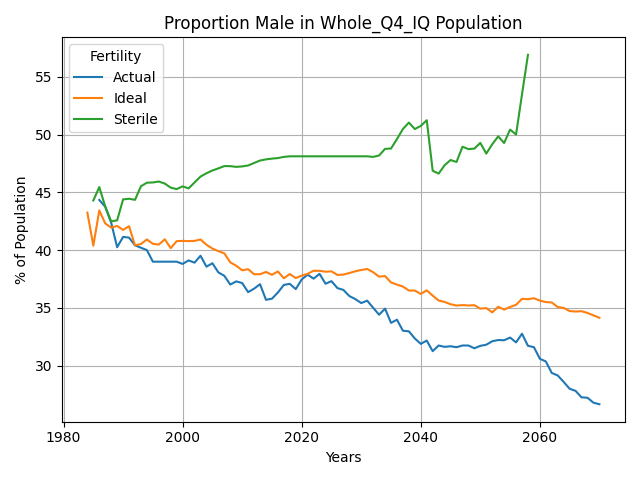 Proportion Male in Whole_Q4_IQ Population
Fertility
Actual
Ideal
Sterile
% of Population
55
50
45
40
35
30
1980
2000
2020
2040
2060
Years